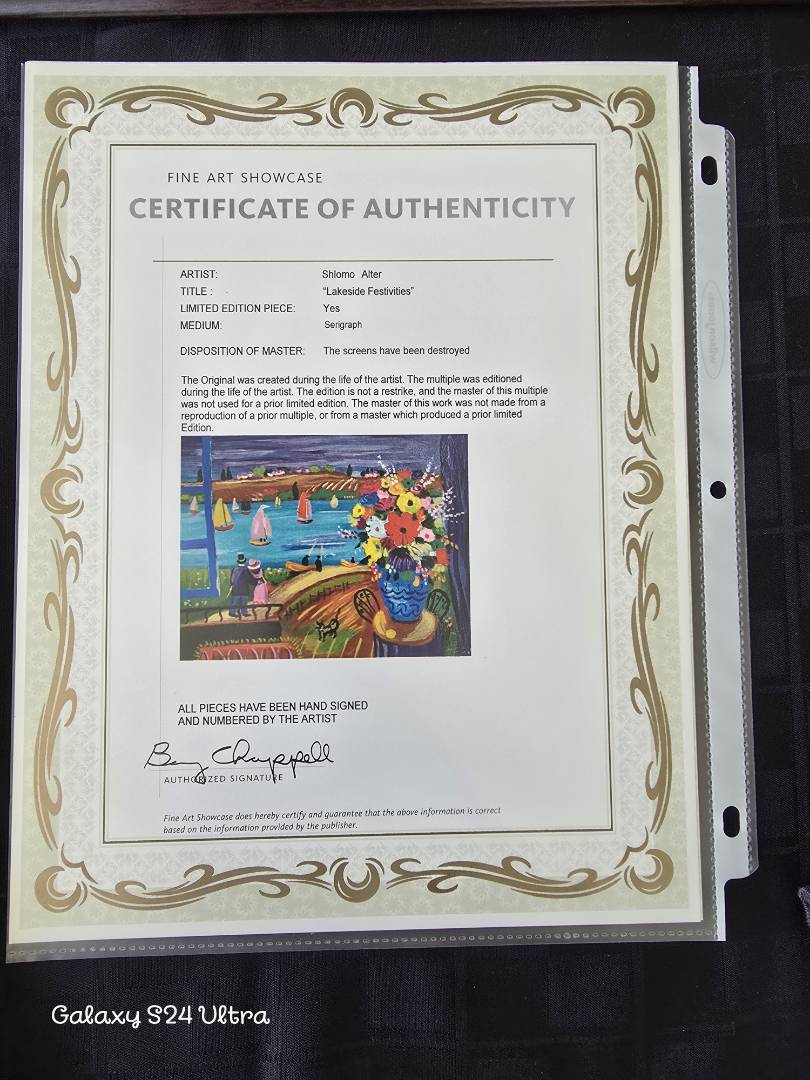 FINE ART SHOWCASE
CERTIFICATE OF AUTHENTICITY
ARTIST: Shlomo Alter
TITLE : "Lakeside Festivities"
LIMITED EDITION PIECE: Yes
MEDIUM: Serigraph
DISPOSITION OF MASTER: The screens have been destroyed
The Original was created during the life of the artist. The multiple was editioned
during the life of the artist. The edition is not a restrike, and the master of this multiple
was not used for a prior limited edition. The master of this work was not made from a
reproduction of a prior multiple, or from a master which produced a prior limited
Edition.
ALL PIECES HAVE BEEN HAND SIGNED
AND NUMBERED BY THE ARTIST
Chappell
AUTHORIZED SIGNATURE
Fine Art Showcase does hereby certify and guarantee that the above information is correct
based on the information provided by the publisher.
Galaxy S24 Ultra